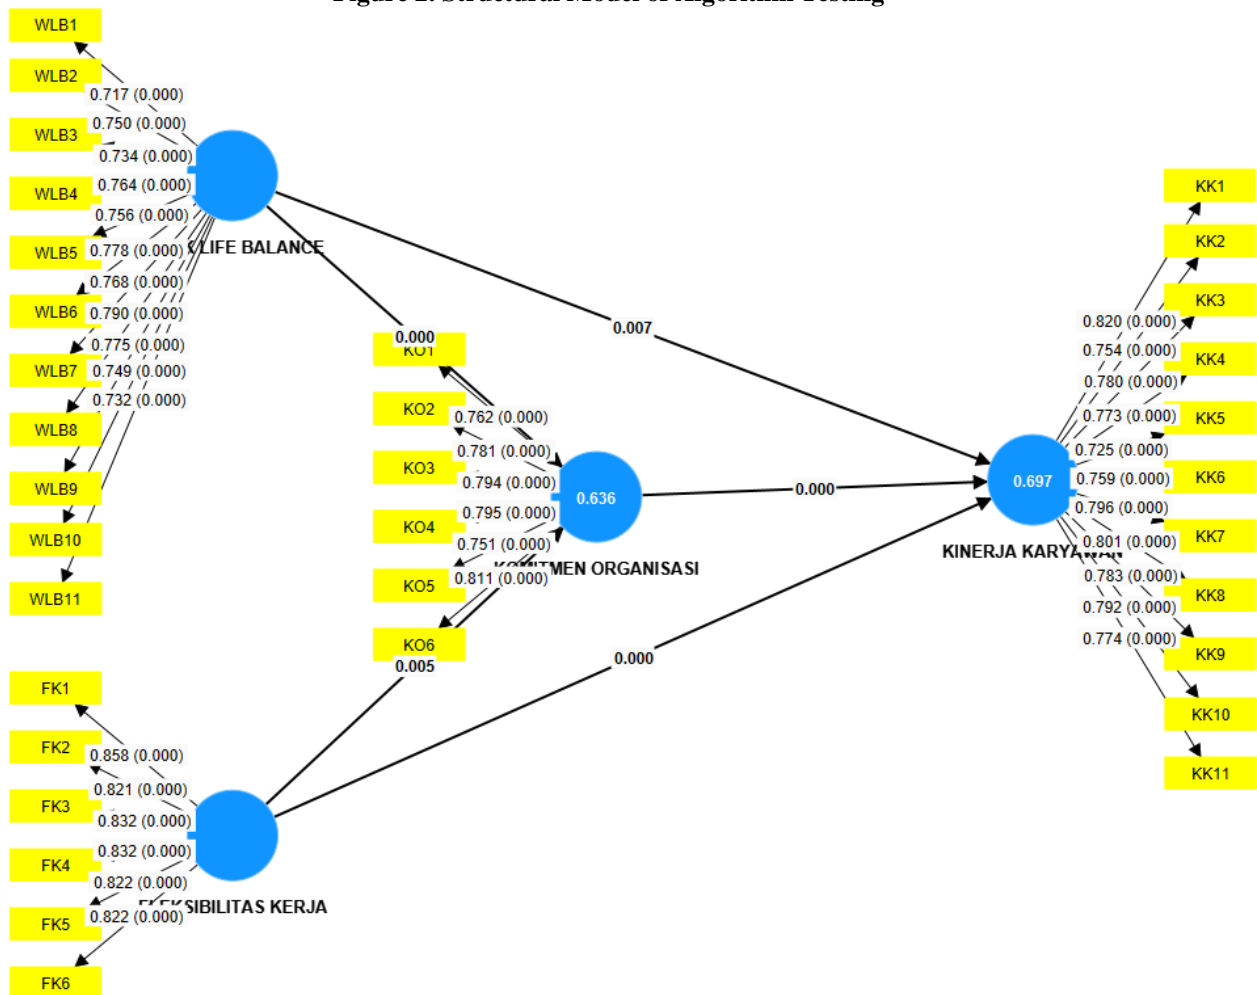 WLB1
WLB2
WLB3
WLB4
WLB5
WLB6
WLB7
WLB8
WLB9
WLB10
WLB11
0.717 (0.000)
0.750 (0.000)
0.734 (0.000)
0.764 (0.000)
0.756 (0.000)
0.778 (0.000)
0.768 (0.000)
0.790 (0.000)
0.775 (0.000)
0.749 (0.000)
0.732 (0.000)
LIFE BALANCE
0.000
0.007
KO1
KO2
KO3
KO4
KO5
KO6
0.762 (0.000)
0.781 (0.000)
0.794 (0.000)
0.795 (0.000)
0.751 (0.000)
0.811 (0.000)
0.636
KOMITMEN ORGANISASI
0.000
0.005
0.000
FK1
FK2
FK3
FK4
FK5
FK6
0.858 (0.000)
0.821 (0.000)
0.832 (0.000)
0.832 (0.000)
0.822 (0.000)
0.822 (0.000)
FLEKSIBILITAS KERJA
0.697
KINERJA KARYAWAN
0.820 (0.000)
0.754 (0.000)
0.780 (0.000)
0.773 (0.000)
0.725 (0.000)
0.759 (0.000)
0.796 (0.000)
0.801 (0.000)
0.783 (0.000)
0.792 (0.000)
0.774 (0.000)
KK1
KK2
KK3
KK4
KK5
KK6
KK7
KK8
KK9
KK10
KK11